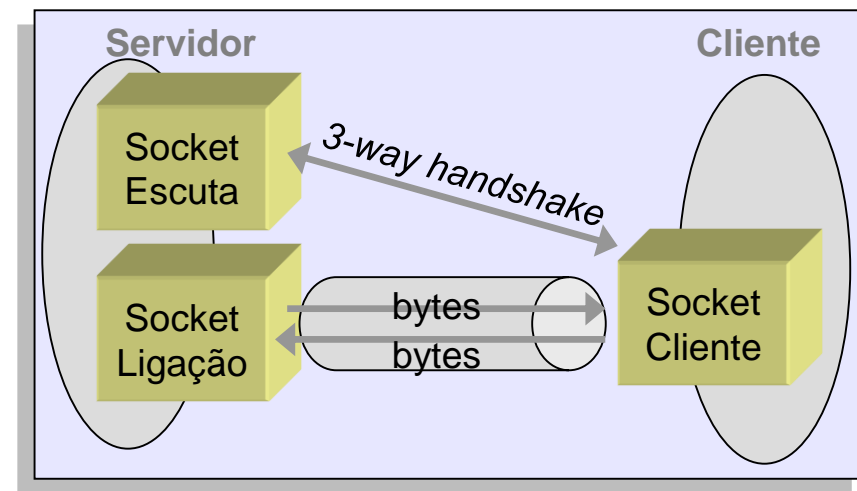 Servidor
Cliente
Socket
Escuta
3-way handshake
Socket
Ligação
bytes
bytes
Socket
Cliente